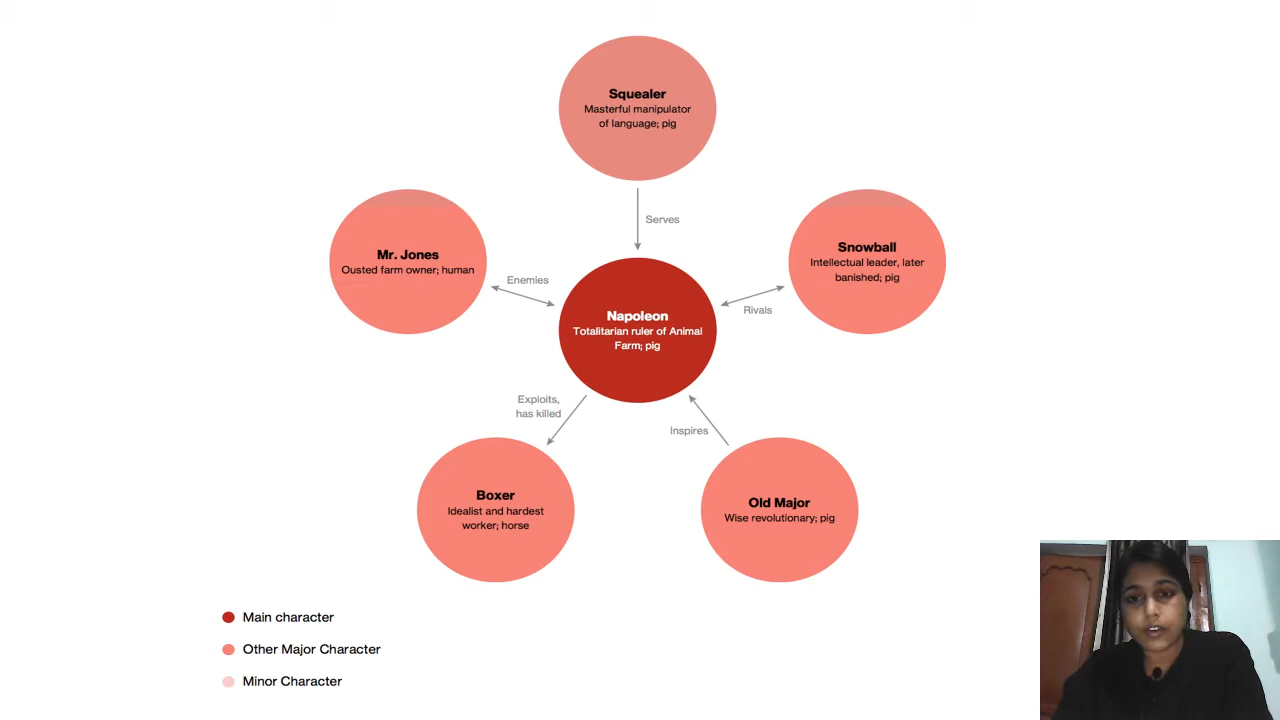 Squealer
Masterful manipulator
of language; pig
Serves
Mr. Jones
Ousted farm owner; human
Snowball
Intellectual leader, later
banished; pig
Enemies
Rivals
Napoleon
Totalitarian ruler of Animal
Farm; pig
Exploits,
has killed
Inspires
Boxer
Idealist and hardest
worker; horse
Old Major
Wise revolutionary; pig
Main character
Other Major Character
Minor Character